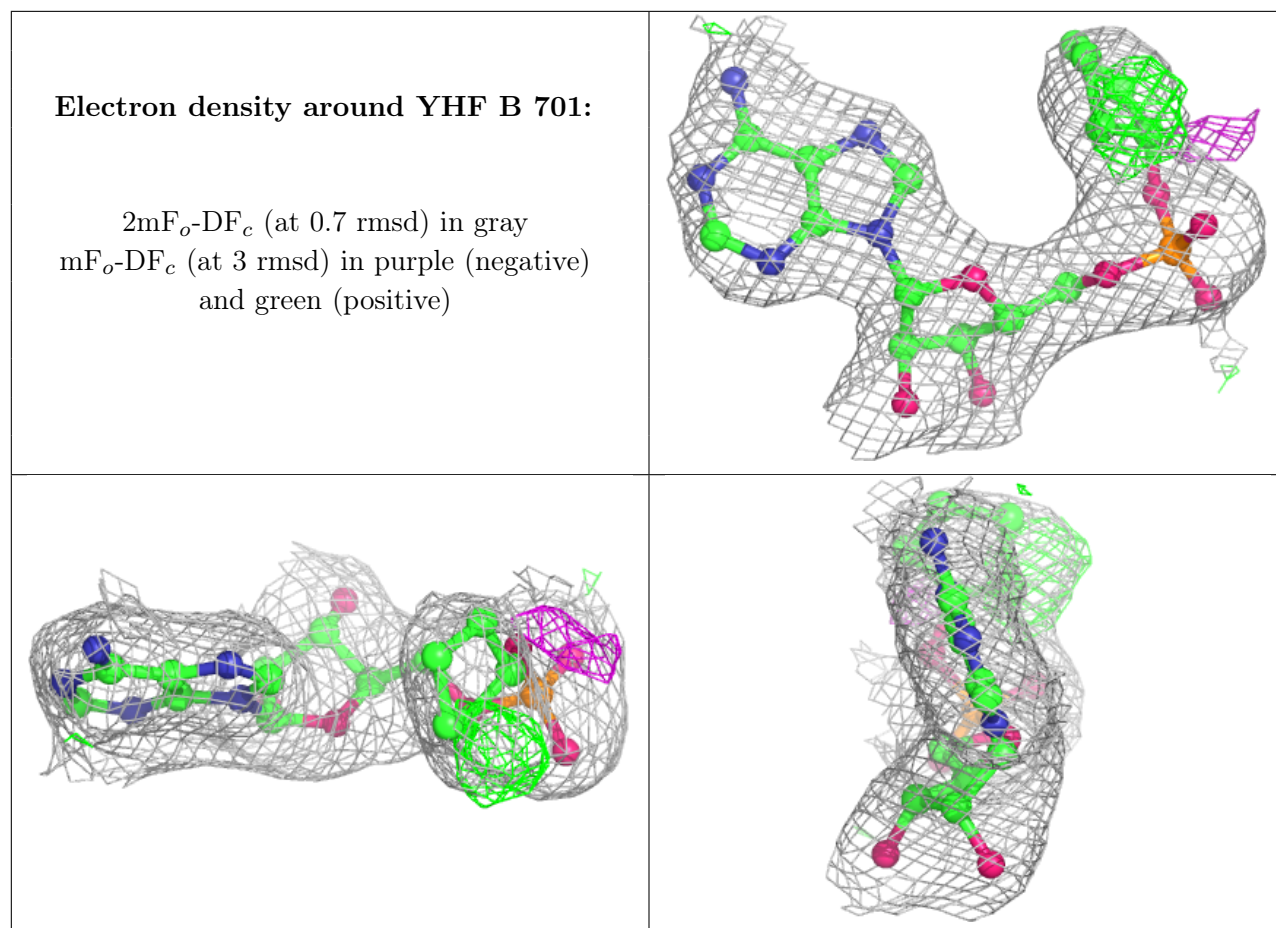 Electron density around YHF B 701:
2mFo-DFc (at 0.7 rmsd) in gray
mFo-DFc (at 3 rmsd) in purple (negative)
and green (positive)